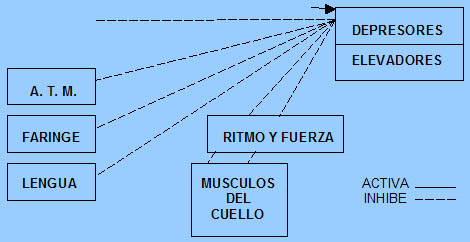 DEPRESORES
ELEVADORES
A. T. M.
FARINGE
RITMO Y FUERZA
LENGUA
MUSCULOS
DEL
CUELLO
ACTIVA
INHIBE